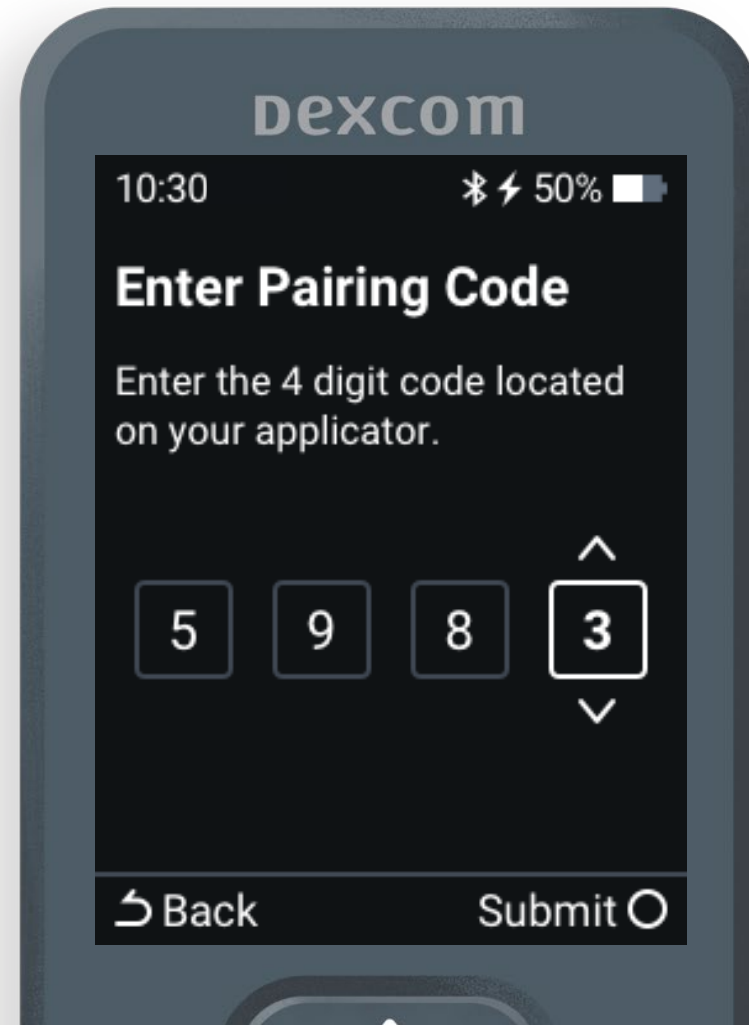 Dexcom
10:30 50%
Enter Pairing Code
Enter the 4 digit code located
on your applicator.
5 9 8 3
Back Submit